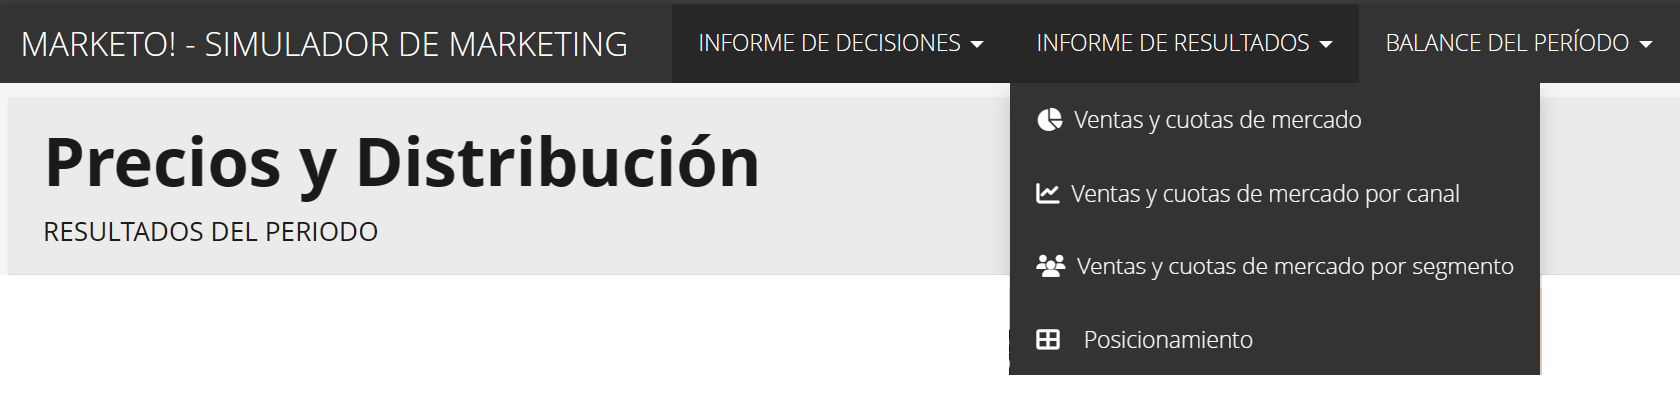 MARKETO! - SIMULADOR DE MARKETING
INFORME DE DECISIONES
INFORME DE RESULTADOS
BALANCE DEL PERÍODO
Precios y Distribución
RESULTADOS DEL PERIODO
Ventas y cuotas de mercado
Ventas y cuotas de mercado por canal
Ventas y cuotas de mercado por segmento
Posicionamiento